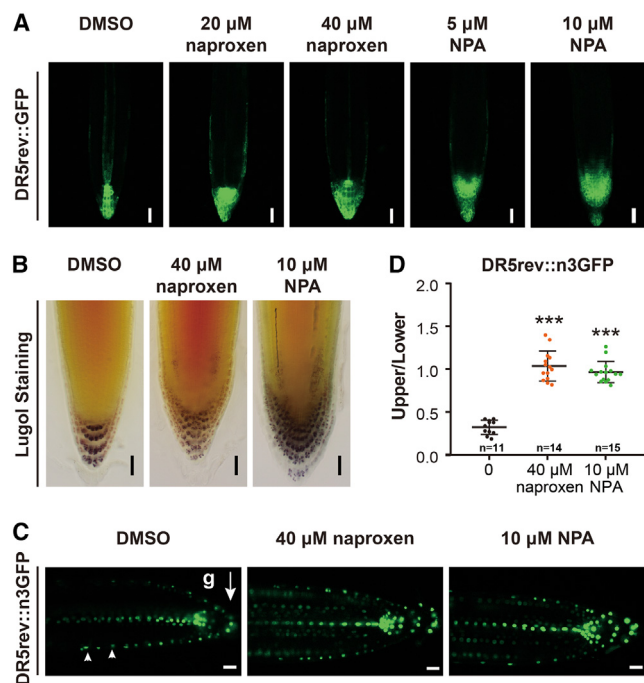 A
DMSO
20 µM
naproxen
40 µM
naproxen
5 µM
NPA
10 µM
NPA
DR5rev::GFP
B
DMSO
40 µM
naproxen
10 µM
NPA
Lugol Staining
D
DR5rev::n3GFP
Upper/Lower
2.0
1.5
1.0
0.5
0.0
***
***
n=11
n=14
n=15
0
40 µM
naproxen
10 µM
NPA
C
DMSO
40 µM naproxen
10 µM NPA
DR5rev::n3GFP
g